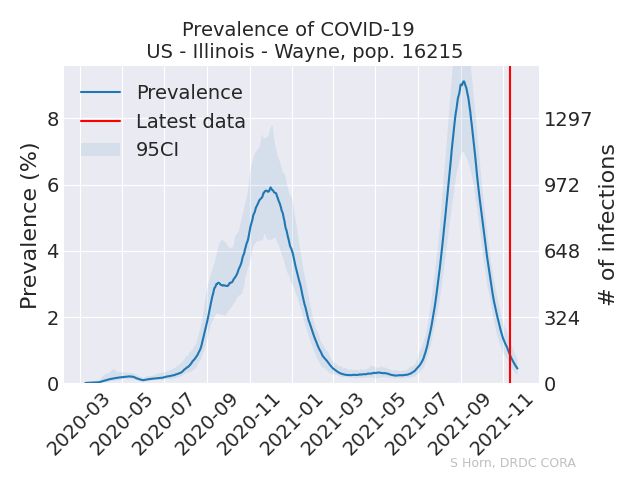 Prevalence of COVID-19
US - Illinois - Wayne, pop. 16215
Prevalence
Latest data
95CI
Prevalence (%)
8
6
4
2
0
1297
972
648
324
0
# of infections
2020-03
2020-05
2020-07
2020-09
2020-11
2021-01
2021-03
2021-05
2021-07
2021-09
2021-11
S Horn, DRDC CORA